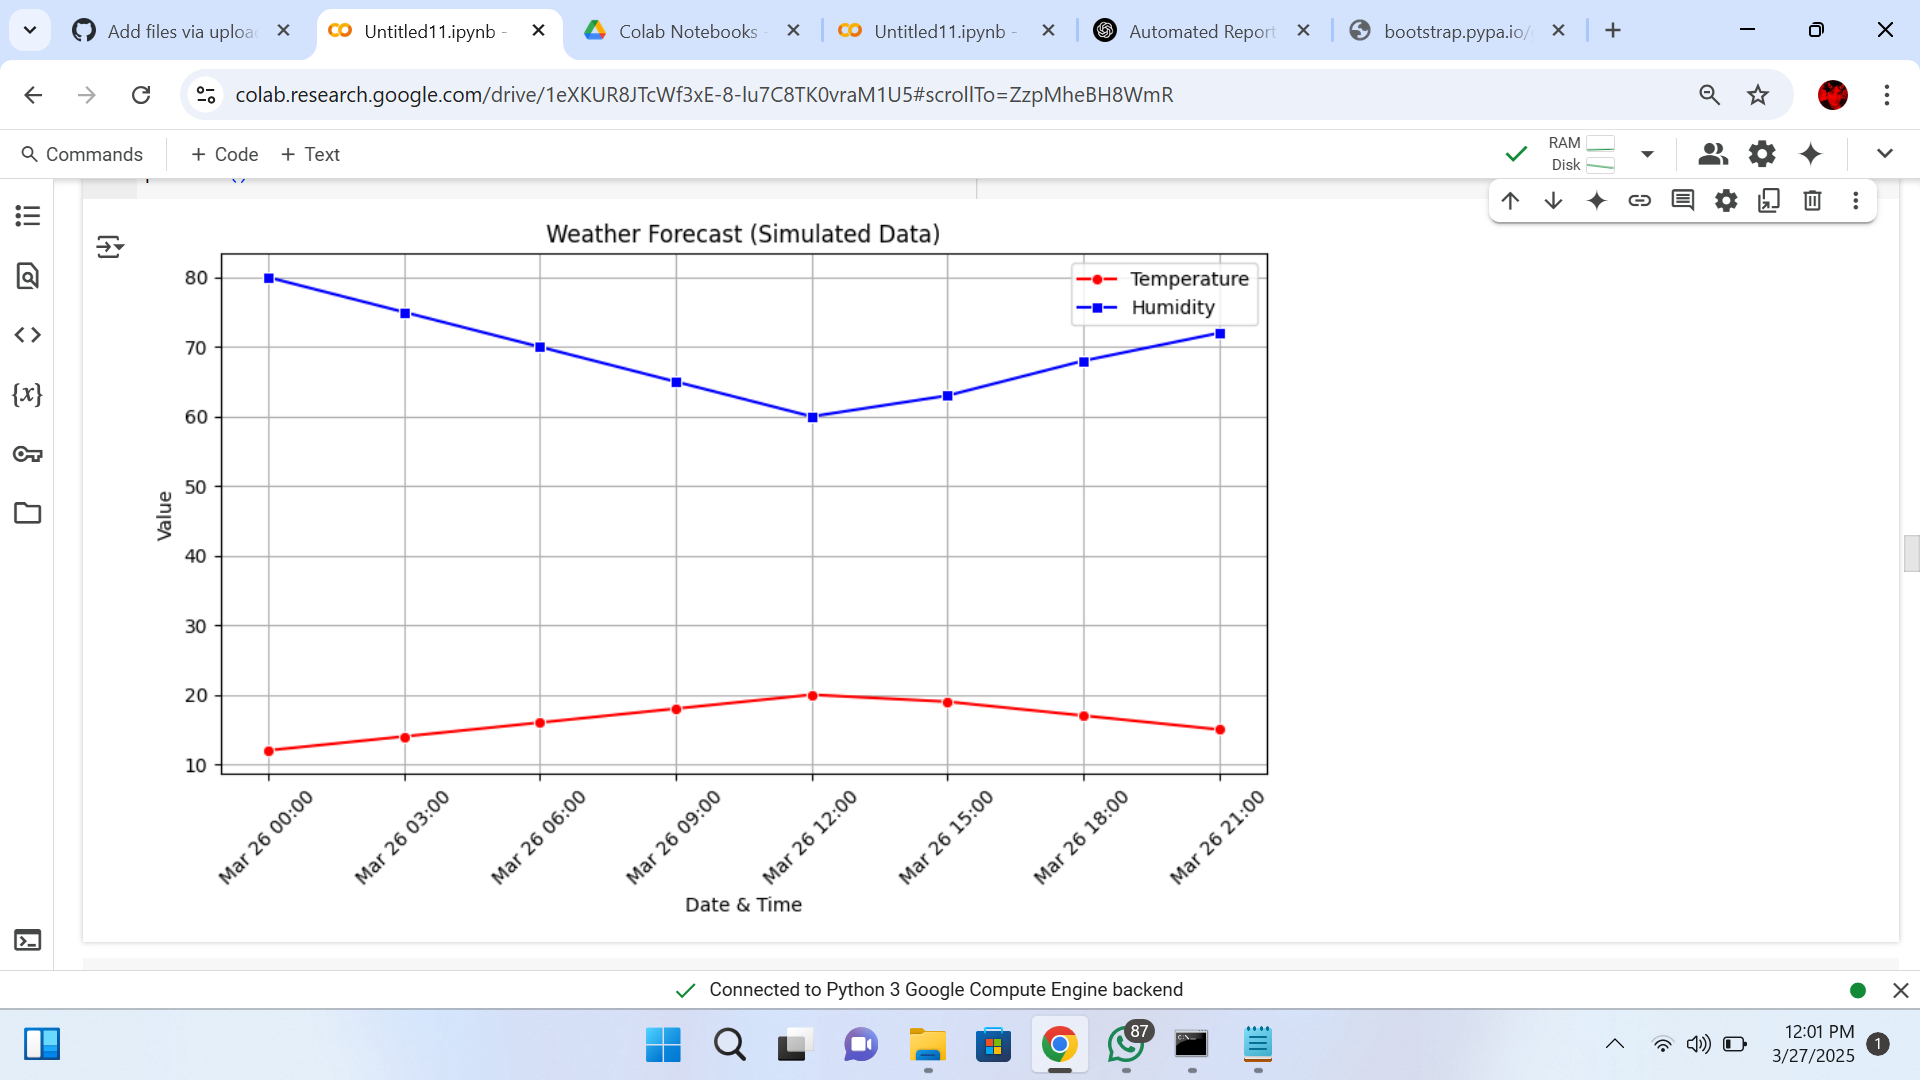 Add files via uploa
Untitled11.ipynb -
Colab Notebooks -
Untitled11.ipynb -
Automated Report
bootstrap.pypa.io/
colab.research.google.com/drive/1eXKUR8JTcWf3xE-8-lu7C8TK0vraM1U5#scrollTo=ZzpMheBH8WmR
Commands
+ Code
+ Text
RAM
Disk
Weather Forecast (Simulated Data)
Temperature
Humidity
80
70
60
50
40
30
20
10
Value
Mar 26 00:00
Mar 26 03:00
Mar 26 06:00
Mar 26 09:00
Mar 26 12:00
Mar 26 15:00
Mar 26 18:00
Mar 26 21:00
Date & Time
Connected to Python 3 Google Compute Engine backend
87
12:01 PM
3/27/2025
1